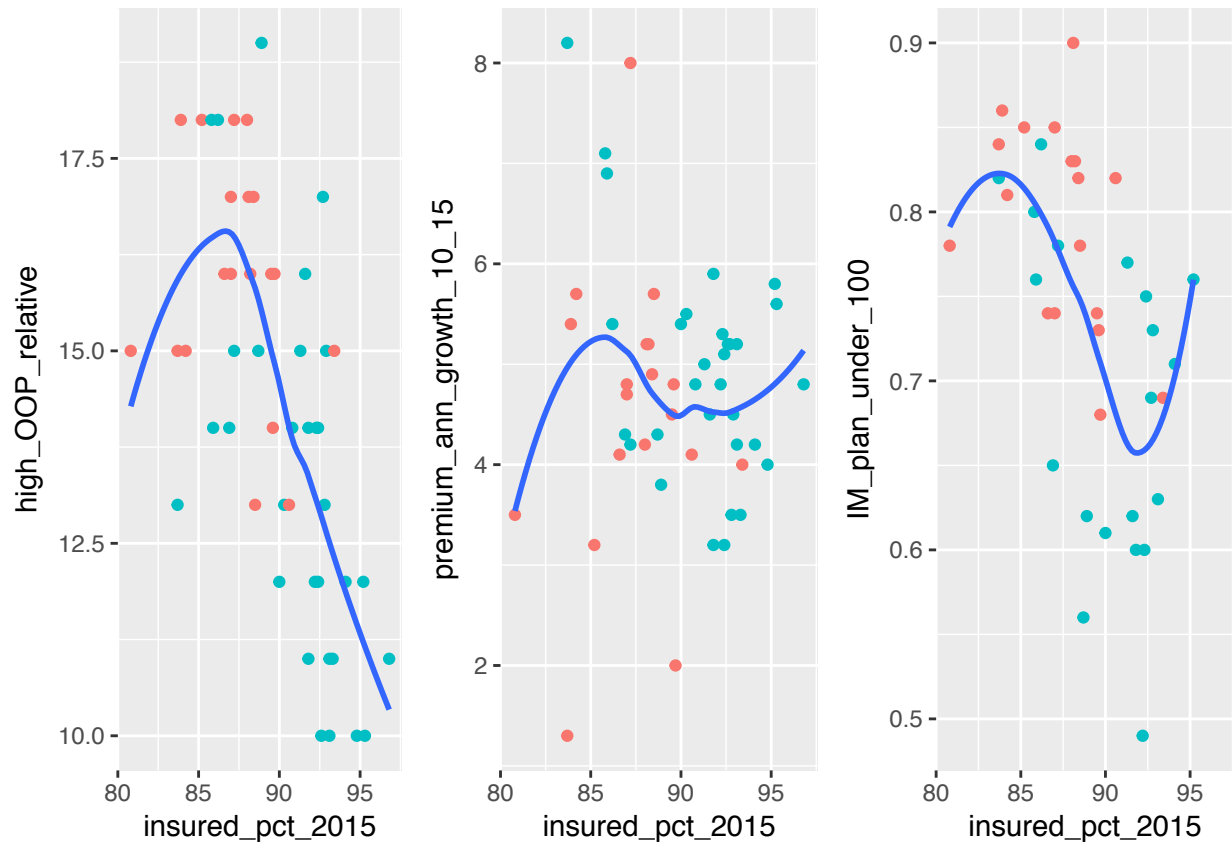 high_OOP_relative
17.5
15.0
12.5
10.0
80 85 90 95
insured_pct_2015
premium_ann_growth_10_15
8
6
4
2
80 85 90 95
insured_pct_2015
IM_plan_under_100
0.9
0.8
0.7
0.6
0.5
80 85 90 95
insured_pct_2015